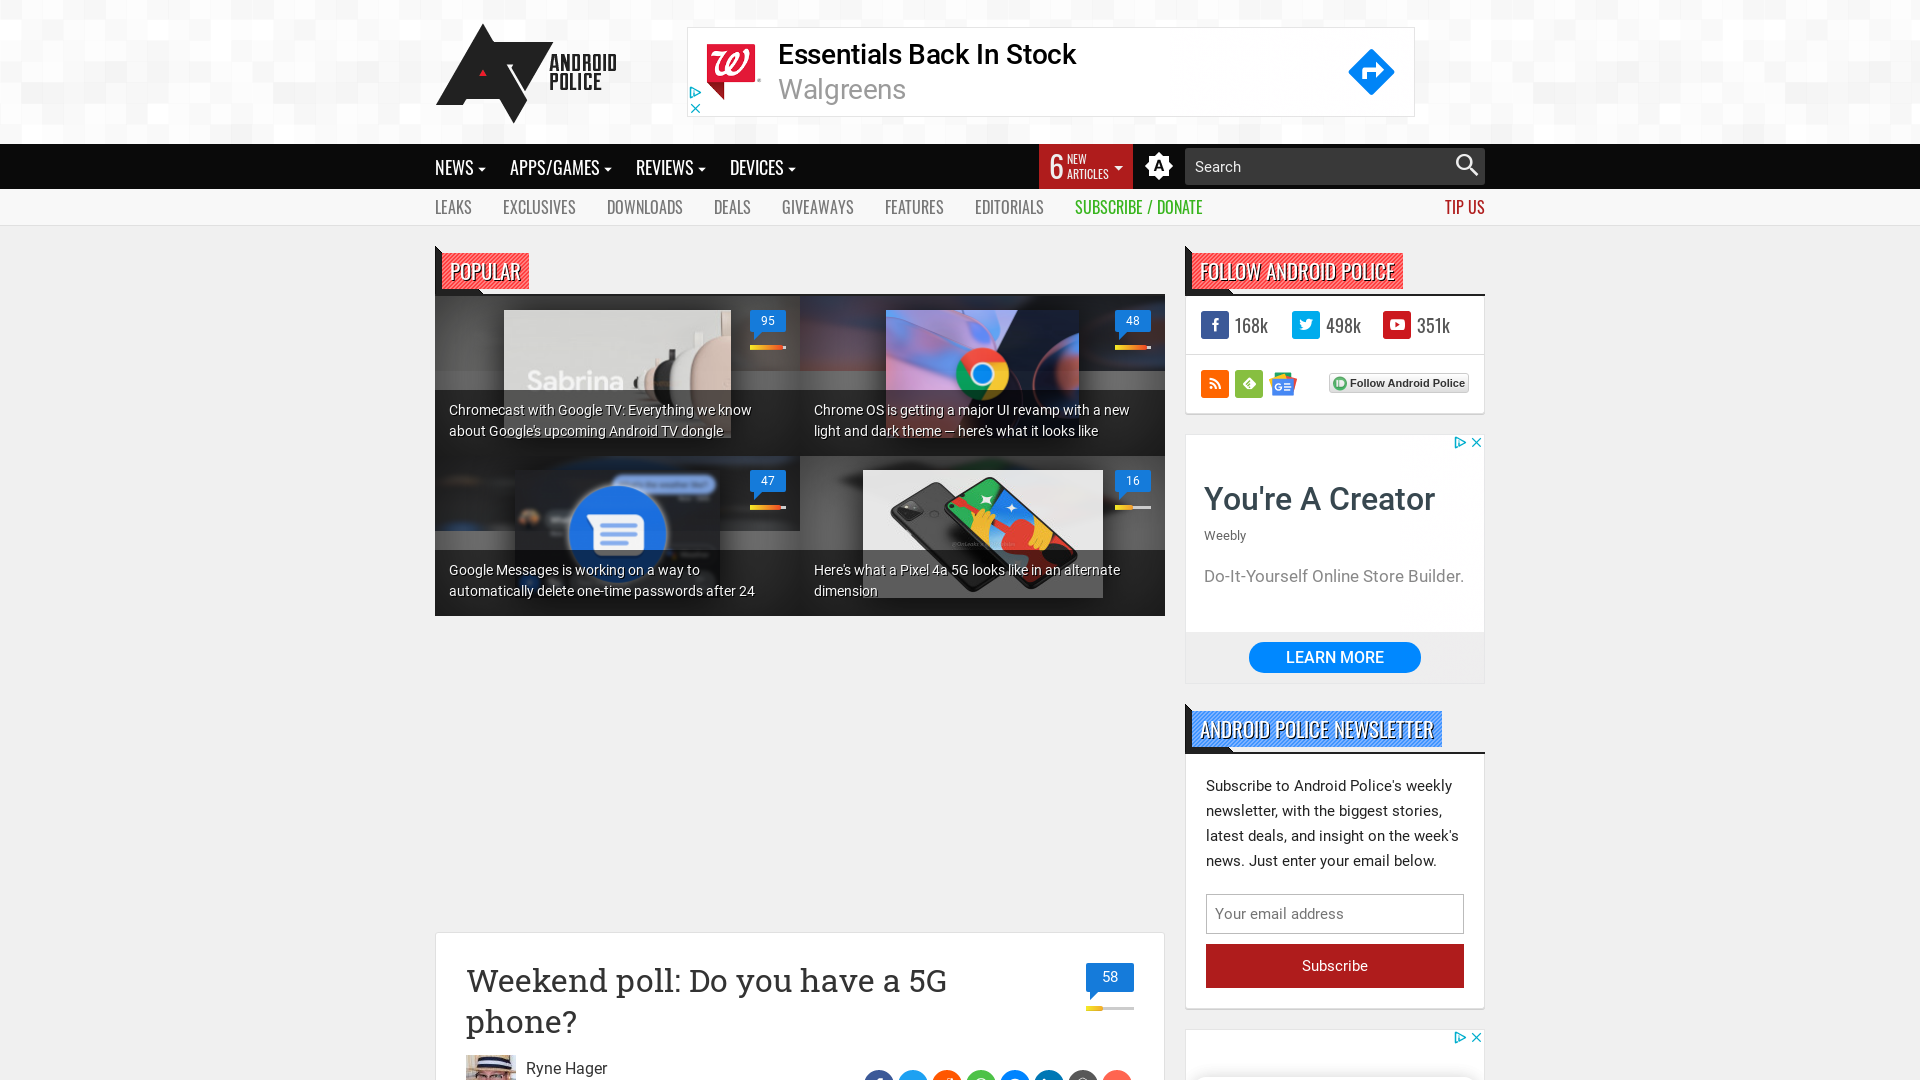 ANDROID
POLICE
Essentials Back In Stock
Walgreens
NEWS
APPS/GAMES
REVIEWS
DEVICES
6 NEW
ARTICLES
A
Search
LEAKS
EXCLUSIVES
DOWNLOADS
DEALS
GIVEAWAYS
FEATURES
EDITORIALS
SUBSCRIBE / DONATE
TIP US
POPULAR
95
Sabrina
Chromecast with Google TV: Everything we know
about Google's upcoming Android TV dongle
48
Chrome OS is getting a major UI revamp with a new
light and dark theme — here's what it looks like
47
Google Messages is working on a way to
automatically delete one-time passwords after 24
16
Here's what a Pixel 4a 5G looks like in an alternate
dimension
Weekend poll: Do you have a 5G
phone?
58
Ryne Hager
FOLLOW ANDROID POLICE
168k
498k
351k
Follow Android Police
You're A Creator
Weebly
Do-It-Yourself Online Store Builder.
LEARN MORE
ANDROID POLICE NEWSLETTER
Subscribe to Android Police's weekly
newsletter, with the biggest stories,
latest deals, and insight on the week's
news. Just enter your email below.
Your email address
Subscribe